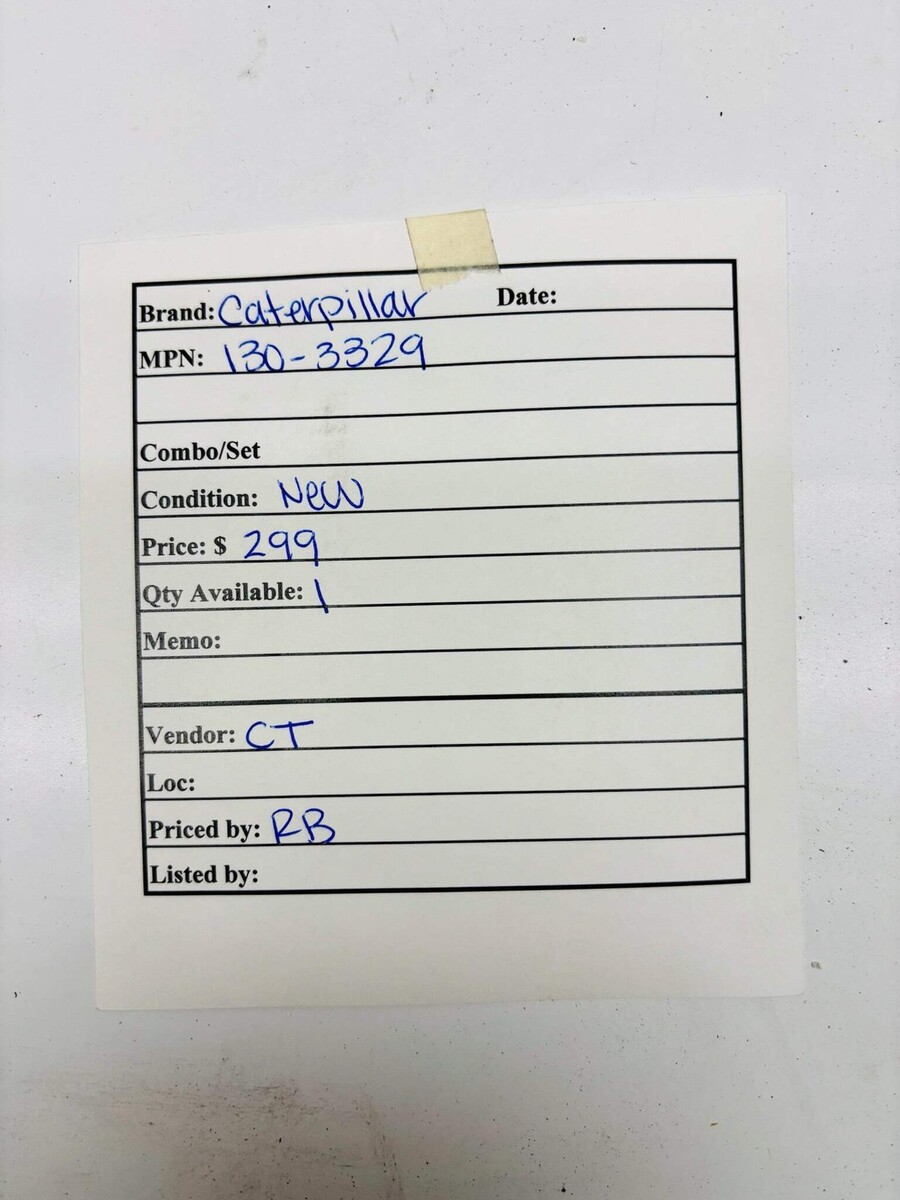 Brand: Caterpillar Date:
MPN: 130-3329
Combo/Set
Condition: New
Price: $ 299
Qty Available: 1
Memo:
Vendor: CT
Loc:
Priced by: RB
Listed by: